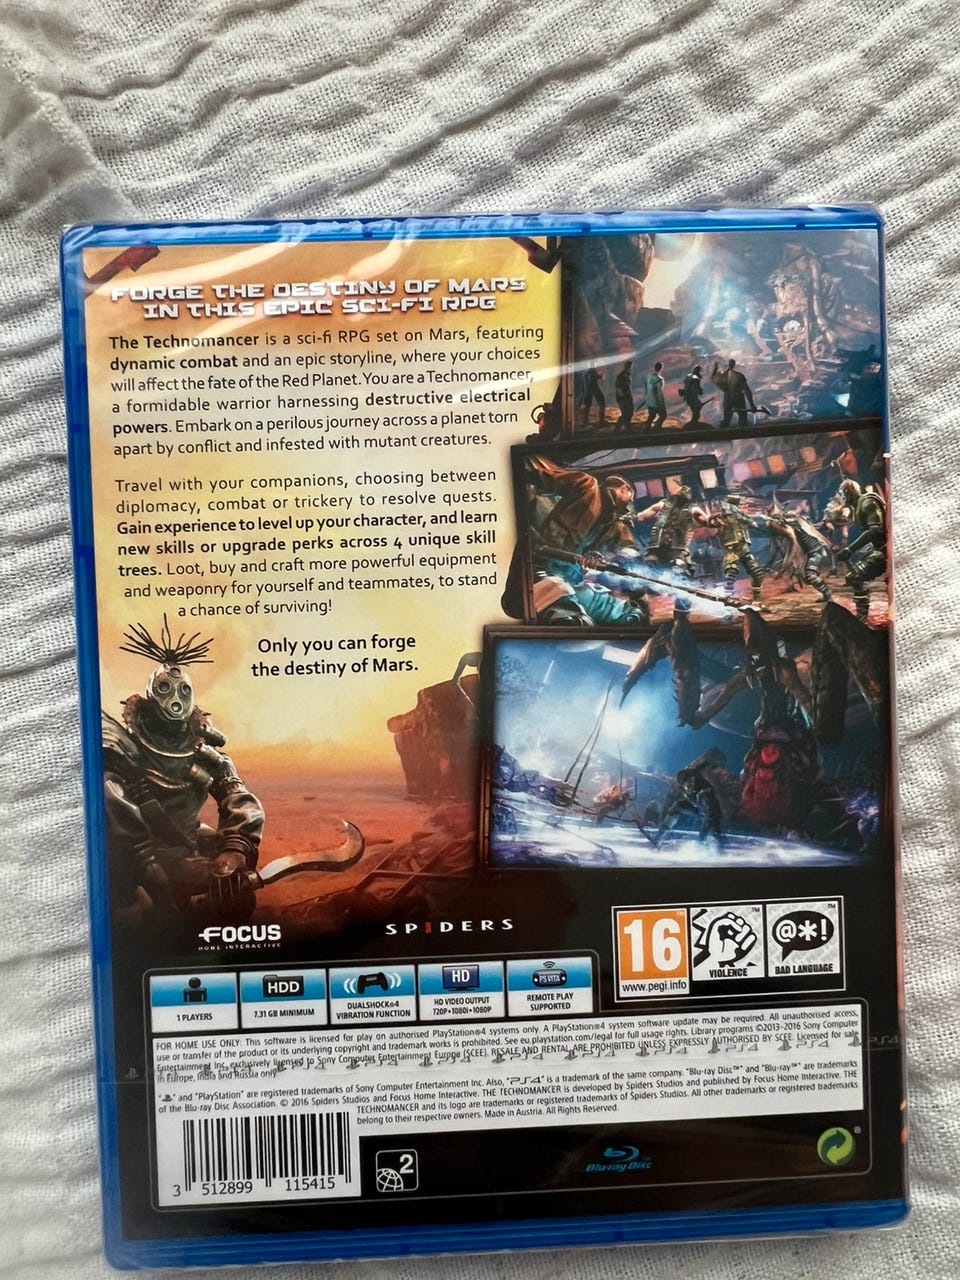 FORGE THE DESTINY OF MARS
IN THIS EPIC SCI-FI RPG
The Technomancer is a sci-fi RPG set on Mars, featuring
dynamic combat and an epic storyline, where your choices
will affect the fate of the Red Planet. You are a Technomancer,
a formidable warrior harnessing destructive electrical
powers. Embark on a perilous journey across a planet torn
apart by conflict and infested with mutant creatures.
Travel with your companions, choosing between
diplomacy, combat or trickery to resolve quests.
Gain experience to level up your character, and learn
new skills or upgrade perks across 4 unique skill
trees. Loot, buy and craft more powerful equipment
and weaponry for yourself and teammates, to stand
a chance of surviving!
Only you can forge
the destiny of Mars.
FOCUS
HOME INTERACTIVE
SPIDERS
16
www.pegi.info
VIOLENCE
@*!
BAD LANGUAGE
1 PLAYERS
HDD
7.31 GB MINIMUM
DUALSHOCK®4
VIBRATION FUNCTION
HD
HD VIDEO OUTPUT
720P•1080i•1080P
PS VITA
REMOTE PLAY
SUPPORTED
FOR HOME USE ONLY: This software is licensed for play on authorised PlayStation®4 systems only. A PlayStation®4 system software update may be required. All unauthorised access,
use or transfer of the product or its underlying copyright and trademark works is prohibited. See eu.playstation.com/legal for full usage rights. Library programs ©2013-2016 Sony Computer
Entertainment Inc. exclusively licensed to Sony Computer Entertainment Europe (SCEE). RESALE AND RENTAL ARE PROHIBITED UNLESS EXPRESSLY AUTHORISED BY SCEE. Licensed for sale
in Europe, India and Russia only.
"PS" and "PlayStation" are registered trademarks of Sony Computer Entertainment Inc. Also, "PS4" is a trademark of the same company. "Blu-ray Disc™" and "Blu-ray™" are trademarks
of the Blu-ray Disc Association. © 2016 Spiders Studios and Focus Home Interactive. THE TECHNOMANCER is developed by Spiders Studios and published by Focus Home Interactive. THE
TECHNOMANCER and its logo are trademarks or registered trademarks of Spiders Studios. All other trademarks or registered trademarks
belong to their respective owners. Made in Austria. All Rights Reserved.
3 512899 115415
2
Blu-ray Disc